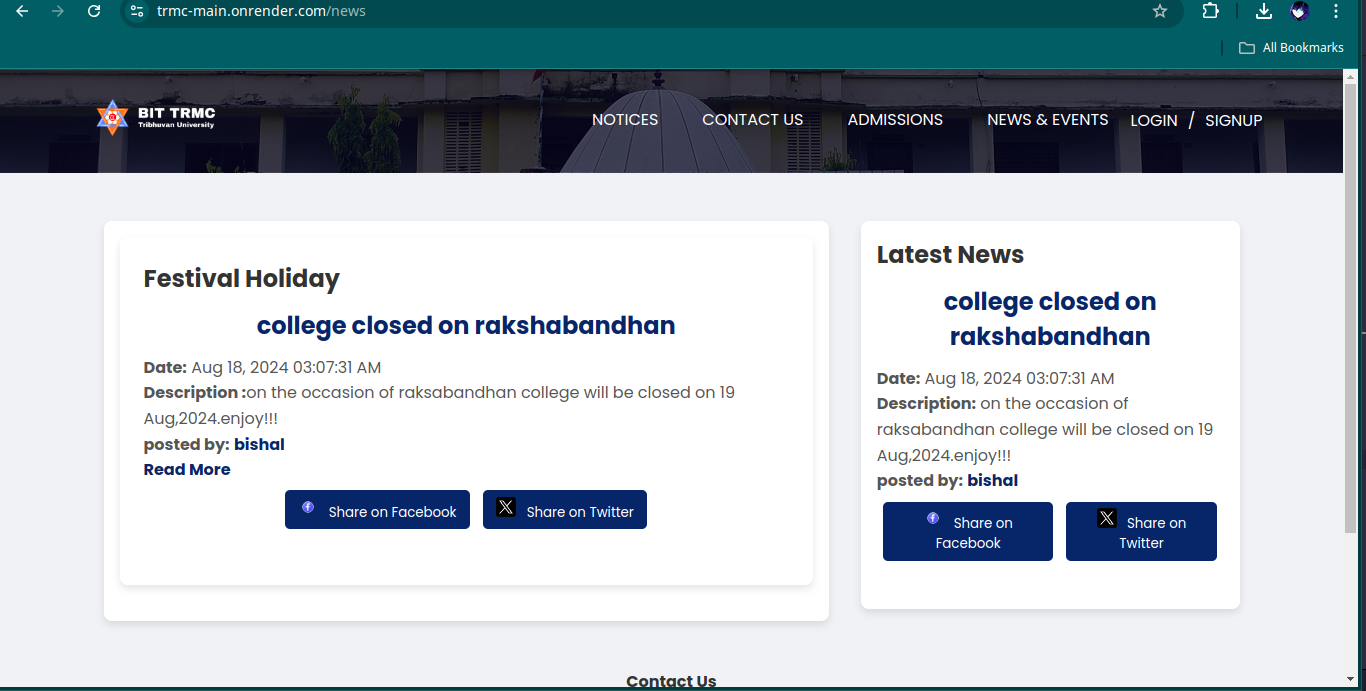 trmc-main.onrender.com/news
All Bookmarks
BIT TRMC
Tribhuvan University
NOTICES
CONTACT US
ADMISSIONS
NEWS & EVENTS
LOGIN / SIGNUP
Festival Holiday
college closed on rakshabandhan
Date: Aug 18, 2024 03:07:31 AM
Description :on the occasion of raksabandhan college will be closed on 19
Aug,2024.enjoy!!!
posted by: bishal
Read More
Share on Facebook
Share on Twitter
Latest News
college closed on
rakshabandhan
Date: Aug 18, 2024 03:07:31 AM
Description: on the occasion of
raksabandhan college will be closed on 19
Aug,2024.enjoy!!!
posted by: bishal
Share on
Facebook
Share on
Twitter
Contact Us